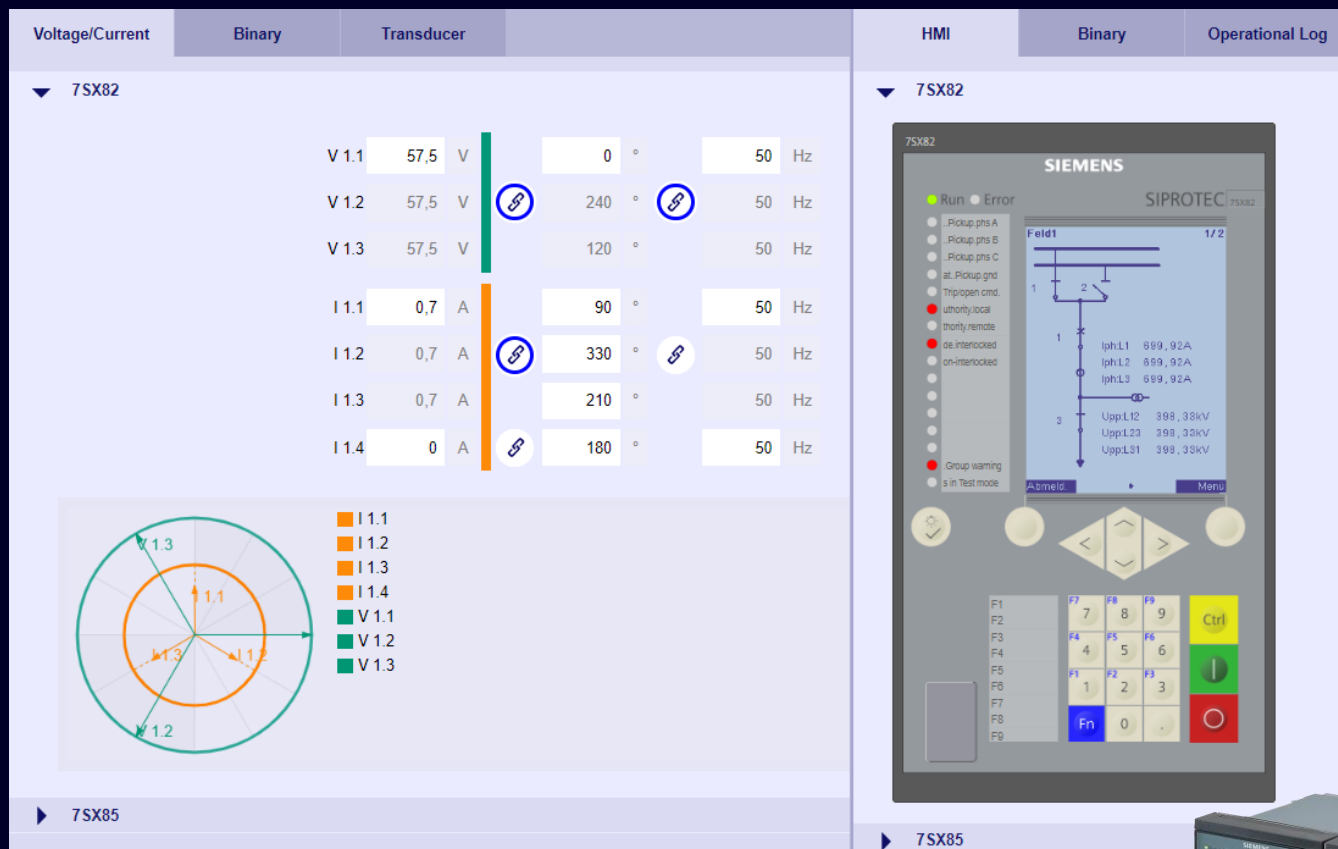 Voltage/Current Binary Transducer
7SX82
V 1.1 57,5 V 0 ° 50 Hz
V 1.2 57,5 V 240 ° 50 Hz
V 1.3 57,5 V 120 ° 50 Hz
I 1.1 0,7 A 90 ° 50 Hz
I 1.2 0,7 A 330 ° 50 Hz
I 1.3 0,7 A 210 ° 50 Hz
I 1.4 0 A 180 ° 50 Hz
V 1.3
I 1.1
I 1.3
I 1.2
V 1.2
I 1.1
I 1.2
I 1.3
I 1.4
V 1.1
V 1.2
V 1.3
7SX85
HMI Binary Operational Log
7SX82
7SX82
SIEMENS
Run Error
SIPROTEC 7SX82
..Pickup.phs A
..Pickup.phs B
..Pickup.phs C
at..Pickup gnd
Trip/open cmd.
uthority.local
thority.remote
de.interlocked
on-interlocked
.Group warning
s in Test mode
Feld1 1/2
1 2
1
Iph:L1 699,92A
Iph:L2 699,92A
Iph:L3 699,92A
3
Upp:L12 398,33kV
Upp:L23 398,33kV
Upp:L31 398,33kV
Abmeld. Menu
F1
F2
F3
F4
F5
F6
F7
F8
F9
F7 7 F8 8 F9 9 Ctrl
F4 4 F5 5 F6 6
F1 1 F2 2 F3 3
Fn 0 .
7SX85
SIEMENS